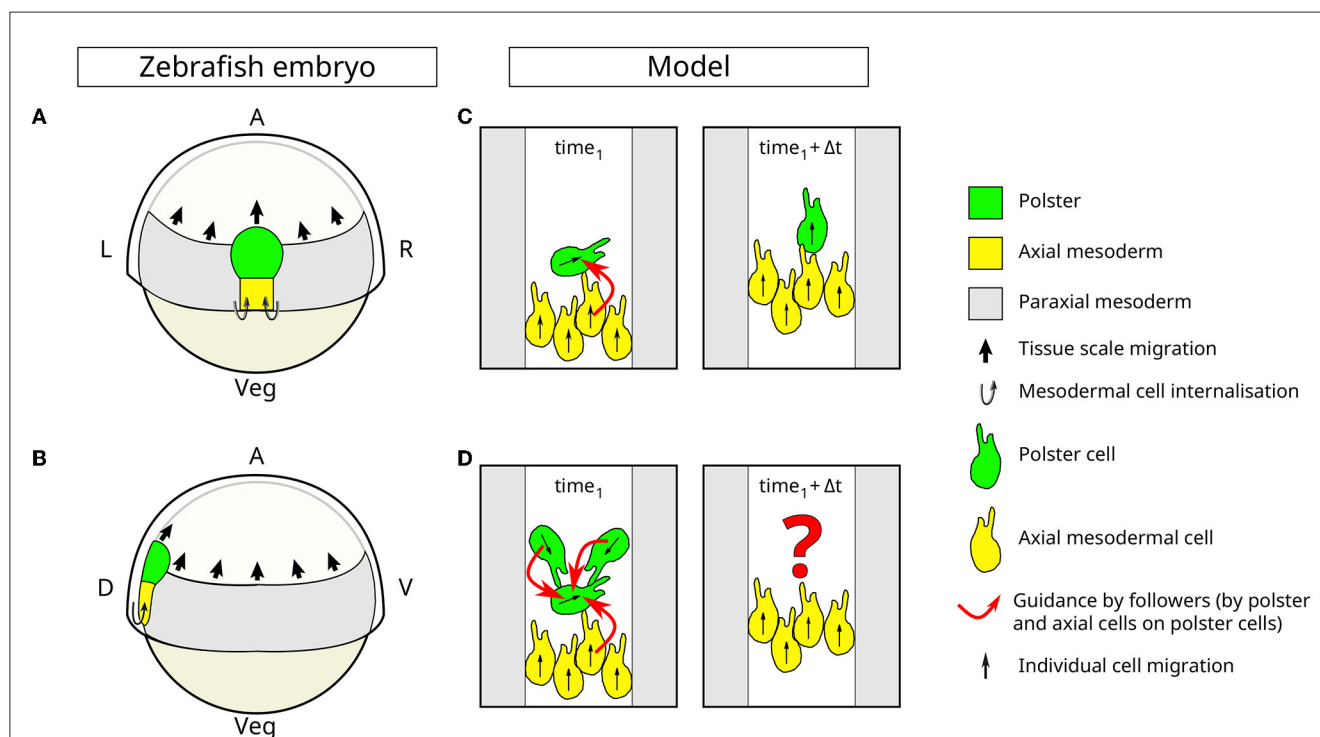 Zebrafish embryo
Model
A
A
L
R
Veg
B
A
D
V
Veg
C
time₁
time₁ + Δt
D
time₁
time₁ + Δt
?
Polster
Axial mesoderm
Paraxial mesoderm
Tissue scale migration
Mesodermal cell internalisation
Polster cell
Axial mesodermal cell
Guidance by followers (by polster
and axial cells on polster cells)
Individual cell migration